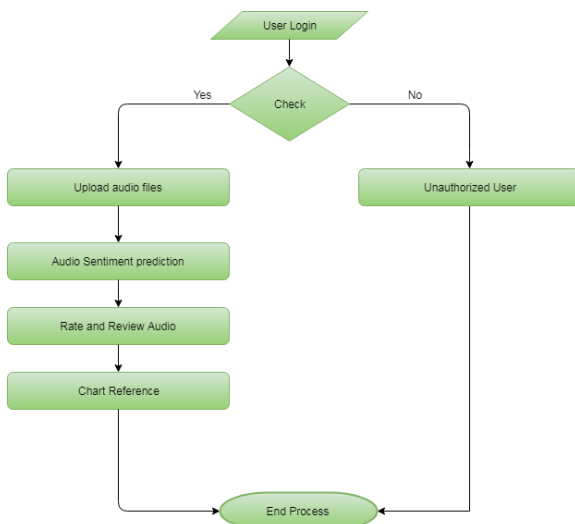 User Login
Yes
Check
No
Upload audio files
Unauthorized User
Audio Sentiment prediction
Rate and Review Audio
Chart Reference
End Process